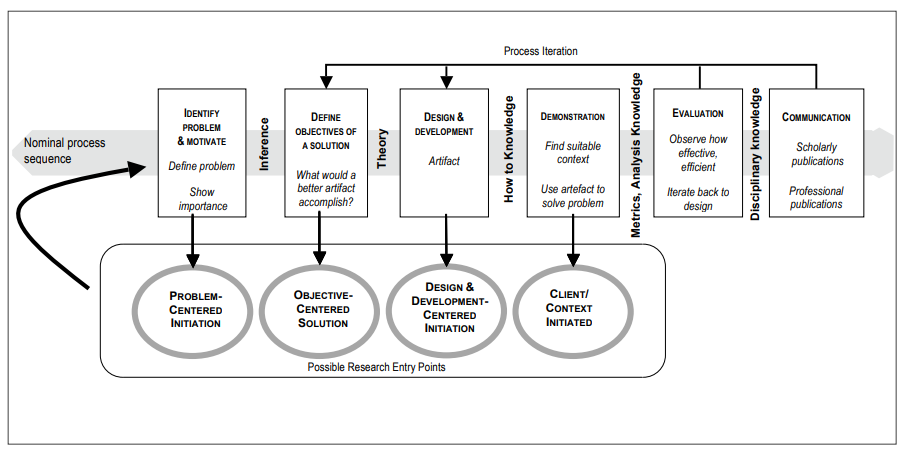 Process Iteration
Nominal process
sequence
IDENTIFY
PROBLEM
& MOTIVATE
Define problem
Show
importance
Inference
DEFINE
OBJECTIVES OF
A SOLUTION
What would a
better artifact
accomplish?
Theory
DESIGN &
DEVELOPMENT
Artifact
How to Knowledge
DEMONSTRATION
Find suitable
context
Use artefact to
solve problem
Metrics, Analysis Knowledge
EVALUATION
Observe how
effective,
efficient
Iterate back to
design
Disciplinary knowledge
COMMUNICATION
Scholarly
publications
Professional
publications
PROBLEM-
CENTERED
INITIATION
OBJECTIVE-
CENTERED
SOLUTION
DESIGN &
DEVELOPMENT-
CENTERED
INITIATION
CLIENT/
CONTEXT
INITIATED
Possible Research Entry Points